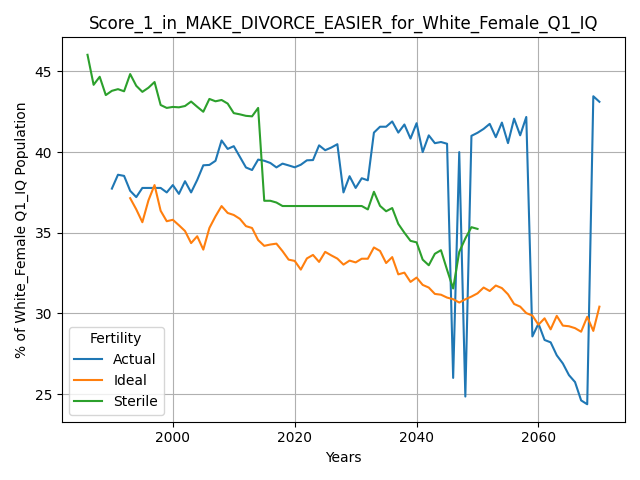 Score_1_in_MAKE_DIVORCE_EASIER_for_White_Female_Q1_IQ
% of White_Female Q1_IQ Population
45
40
35
30
25
Fertility
Actual
Ideal
Sterile
2000 2020 2040 2060
Years